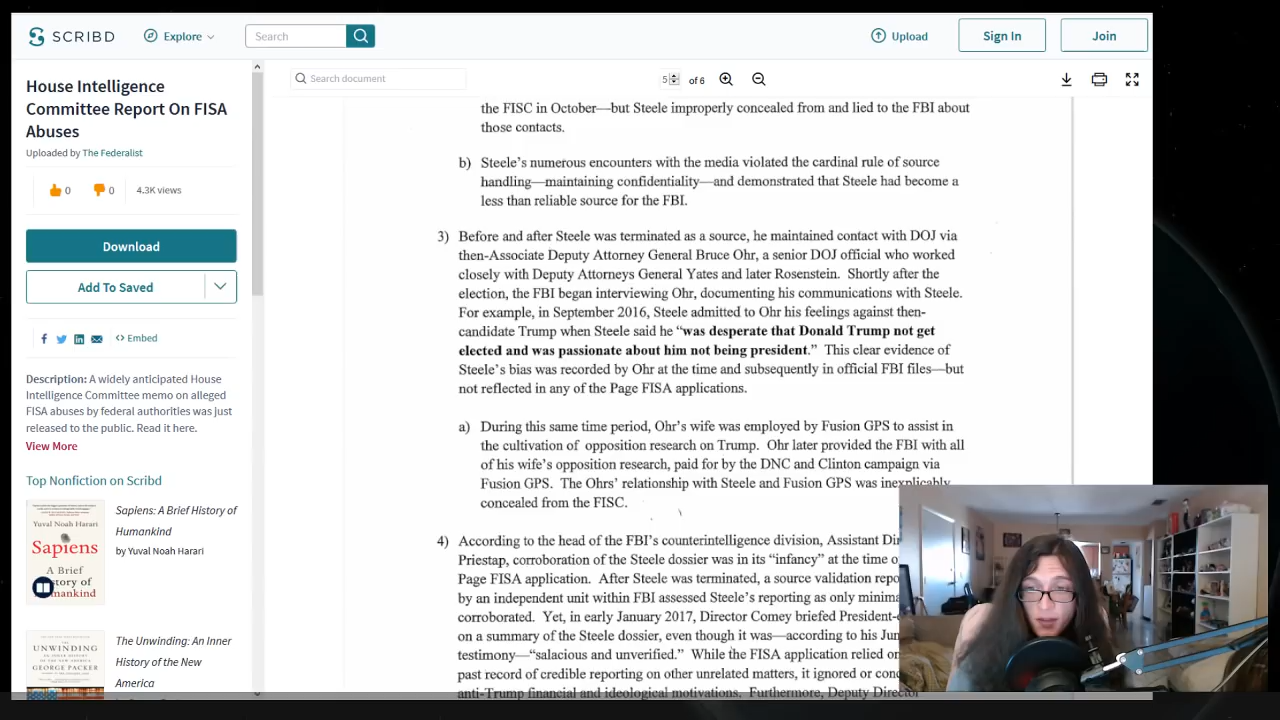 SCRIBD
Explore
Search
Upload
Sign In
Join
House Intelligence
Committee Report On FISA
Abuses
Uploaded by The Federalist
0
0
4.3K views
Download
Add To Saved
Embed
Description: A widely anticipated House
Intelligence Committee memo on alleged
FISA abuses by federal authorities was just
released to the public. Read it here.
View More
Top Nonfiction on Scribd
Yuval Noah Harari
Sapiens
A Brief
History of
Humankind
Sapiens: A Brief History of
Humankind
by Yuval Noah Harari
THE
UNWINDING
GEORGE PACKER
The Unwinding: An Inner
History of the New
America
Search document
5 of 6
the FISC in October—but Steele improperly concealed from and lied to the FBI about
those contacts.
b) Steele's numerous encounters with the media violated the cardinal rule of source
handling—maintaining confidentiality—and demonstrated that Steele had become a
less than reliable source for the FBI.
3) Before and after Steele was terminated as a source, he maintained contact with DOJ via
then-Associate Deputy Attorney General Bruce Ohr, a senior DOJ official who worked
closely with Deputy Attorneys General Yates and later Rosenstein. Shortly after the
election, the FBI began interviewing Ohr, documenting his communications with Steele.
For example, in September 2016, Steele admitted to Ohr his feelings against then-
candidate Trump when Steele said he "was desperate that Donald Trump not get
elected and was passionate about him not being president." This clear evidence of
Steele's bias was recorded by Ohr at the time and subsequently in official FBI files—but
not reflected in any of the Page FISA applications.
a) During this same time period, Ohr's wife was employed by Fusion GPS to assist in
the cultivation of opposition research on Trump. Ohr later provided the FBI with all
of his wife's opposition research, paid for by the DNC and Clinton campaign via
Fusion GPS. The Ohrs' relationship with Steele and Fusion GPS was inexplicably
concealed from the FISC.
4) According to the head of the FBI's counterintelligence division, Assistant Dir
Priestap, corroboration of the Steele dossier was in its "infancy" at the time o
Page FISA application. After Steele was terminated, a source validation repo
by an independent unit within FBI assessed Steele's reporting as only minima
corroborated. Yet, in early January 2017, Director Comey briefed President-e
on a summary of the Steele dossier, even though it was—according to his Jun
testimony—"salacious and unverified." While the FISA application relied on
past record of credible reporting on other unrelated matters, it ignored or conc
anti-Trump financial and ideological motivations. Furthermore, Deputy Director